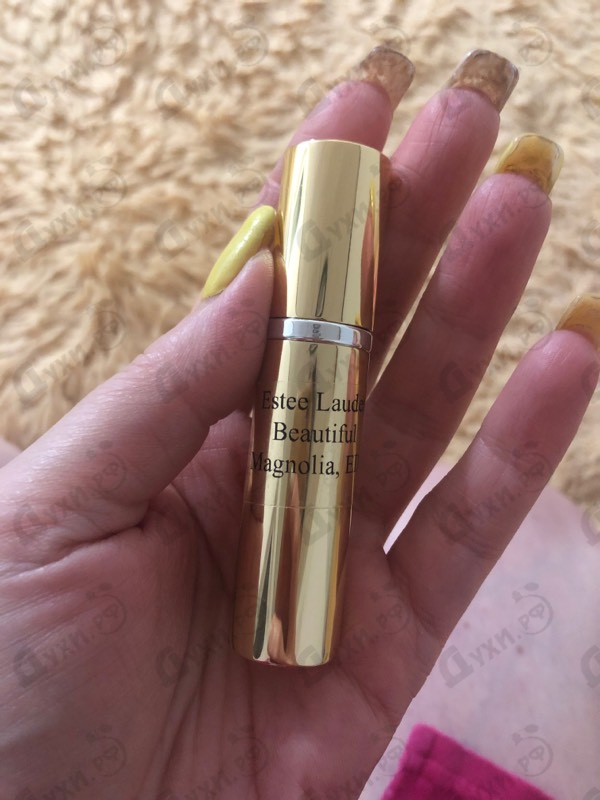 Estee Laude
Beautiful
Magnolia, E
Духи.РФ